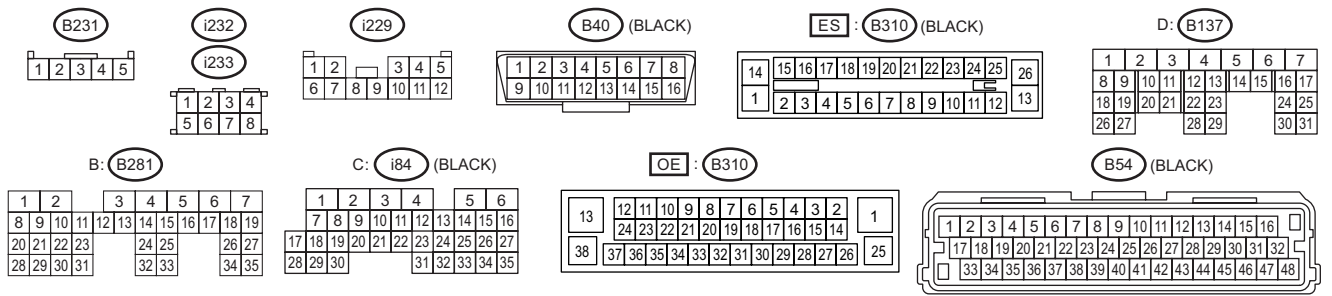 B231
1 2 3 4 5
i232
i233
1 2 3 4
5 6 7 8
i229
1 2 3 4 5
6 7 8 9 10 11 12
B40 (BLACK)
1 2 3 4 5 6 7 8
9 10 11 12 13 14 15 16
ES : B310 (BLACK)
14 15 16 17 18 19 20 21 22 23 24 25 26
1 2 3 4 5 6 7 8 9 10 11 12 13
D: B137
1 2 3 4 5 6 7
8 9 10 11 12 13 14 15 16 17
18 19 20 21 22 23 24 25
26 27 28 29 30 31
B: B281
1 2 3 4 5 6 7
8 9 10 11 12 13 14 15 16 17 18 19
20 21 22 23 24 25 26 27
28 29 30 31 32 33 34 35
C: i84 (BLACK)
1 2 3 4 5 6
7 8 9 10 11 12 13 14 15 16
17 18 19 20 21 22 23 24 25 26 27
28 29 30 31 32 33 34 35
OE : B310
13 12 11 10 9 8 7 6 5 4 3 2 1
24 23 22 21 20 19 18 17 16 15 14
38 37 36 35 34 33 32 31 30 29 28 27 26 25
B54 (BLACK)
1 2 3 4 5 6 7 8 9 10 11 12 13 14 15 16
17 18 19 20 21 22 23 24 25 26 27 28 29 30 31 32
33 34 35 36 37 38 39 40 41 42 43 44 45 46 47 48